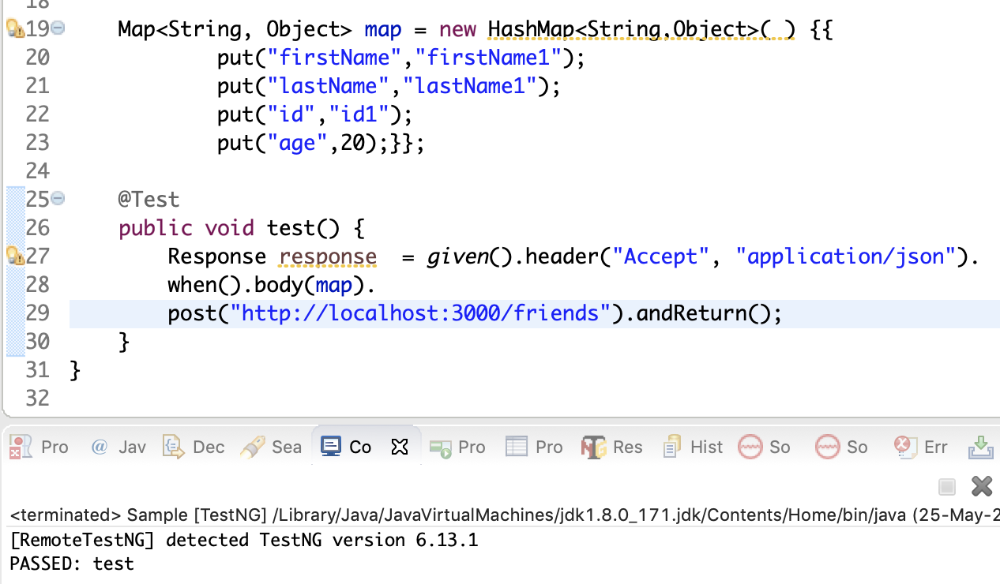 18
19 Map<String, Object> map = new HashMap<String,Object>( ) {{
20 put("firstName","firstName1");
21 put("lastName","lastName1");
22 put("id","id1");
23 put("age",20);}};
24
25 @Test
26 public void test() {
27 Response response = given().header("Accept", "application/json").
28 when().body(map).
29 post("http://localhost:3000/friends").andReturn();
30 }
31 }
32
Pro @ Jav Dec Sea Co Pro Pro Res Hist So So Err
<terminated> Sample [TestNG] /Library/Java/JavaVirtualMachines/jdk1.8.0_171.jdk/Contents/Home/bin/java (25-May-2
[RemoteTestNG] detected TestNG version 6.13.1
PASSED: test